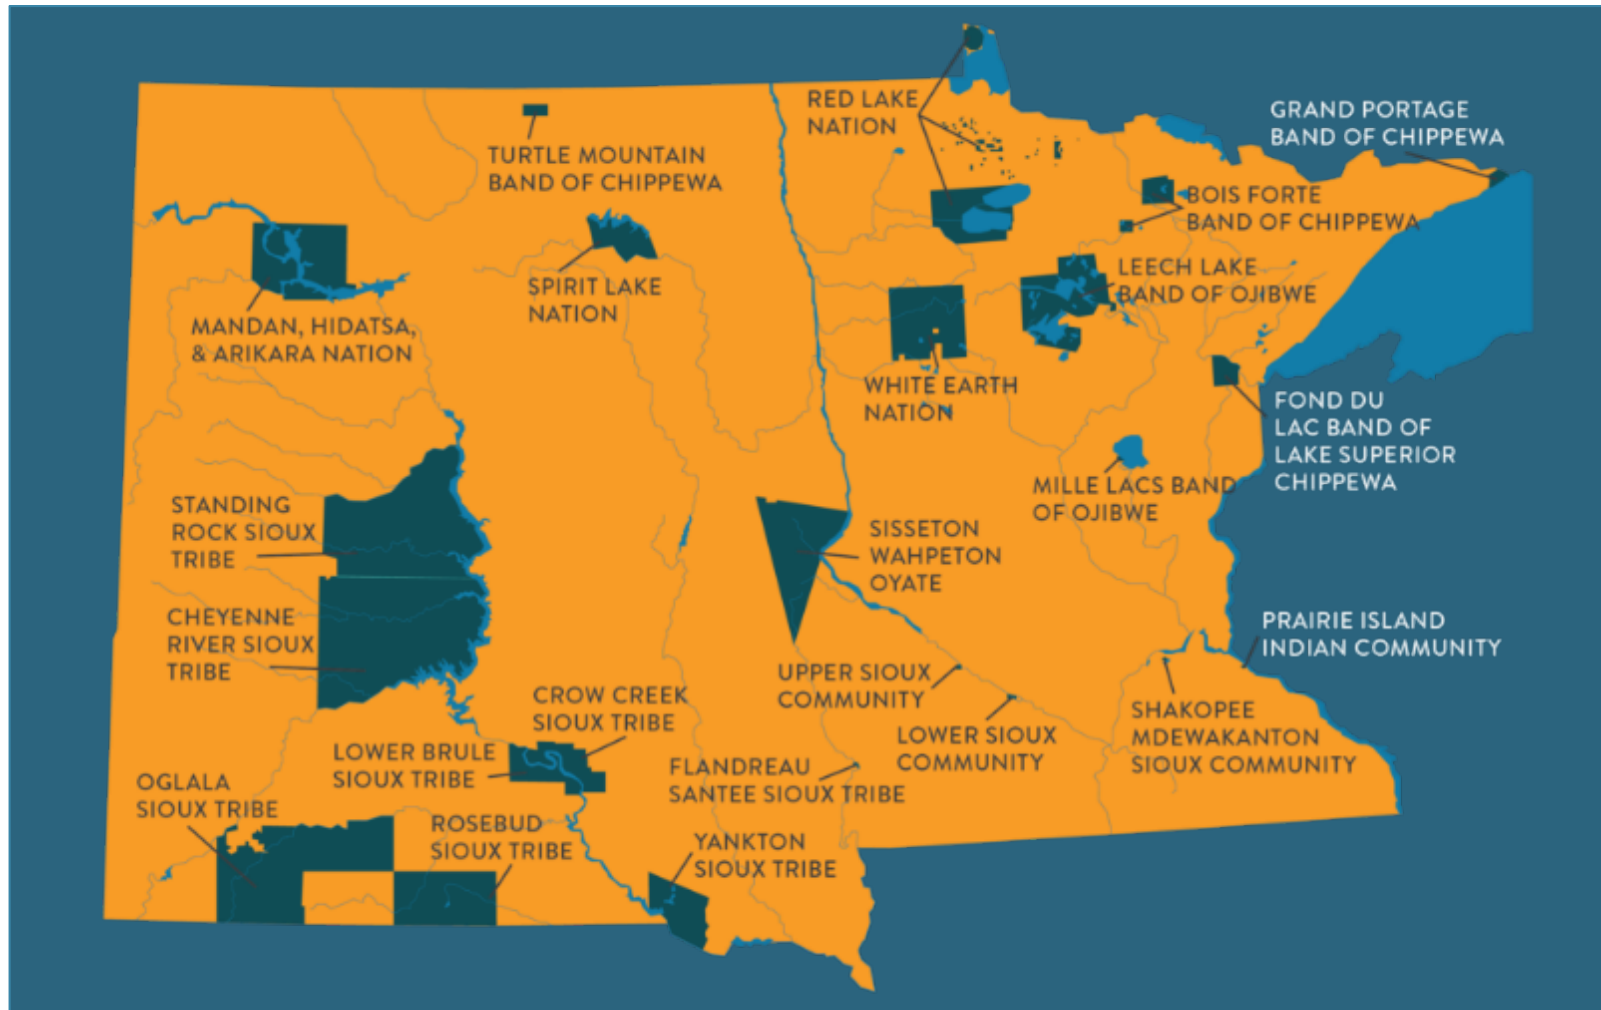 RED LAKE
NATION
GRAND PORTAGE
BAND OF CHIPPEWA
TURTLE MOUNTAIN
BAND OF CHIPPEWA
BOIS FORTE
BAND OF CHIPPEWA
SPIRIT LAKE
NATION
LEECH LAKE
BAND OF OJIBWE
MANDAN, HIDATSA,
& ARIKARA NATION
WHITE EARTH
NATION
FOND DU
LAC BAND OF
LAKE SUPERIOR
CHIPPEWA
MILLE LACS BAND
OF OJIBWE
STANDING
ROCK SIOUX
TRIBE
SISSETON
WAHPETON
OYATE
CHEYENNE
RIVER SIOUX
TRIBE
PRAIRIE ISLAND
INDIAN COMMUNITY
UPPER SIOUX
COMMUNITY
CROW CREEK
SIOUX TRIBE
SHAKOPEE
MDEWAKANTON
SIOUX COMMUNITY
LOWER SIOUX
COMMUNITY
LOWER BRULE
SIOUX TRIBE
FLANDREAU
SANTEE SIOUX TRIBE
OGLALA
SIOUX TRIBE
ROSEBUD
SIOUX TRIBE
YANKTON
SIOUX TRIBE